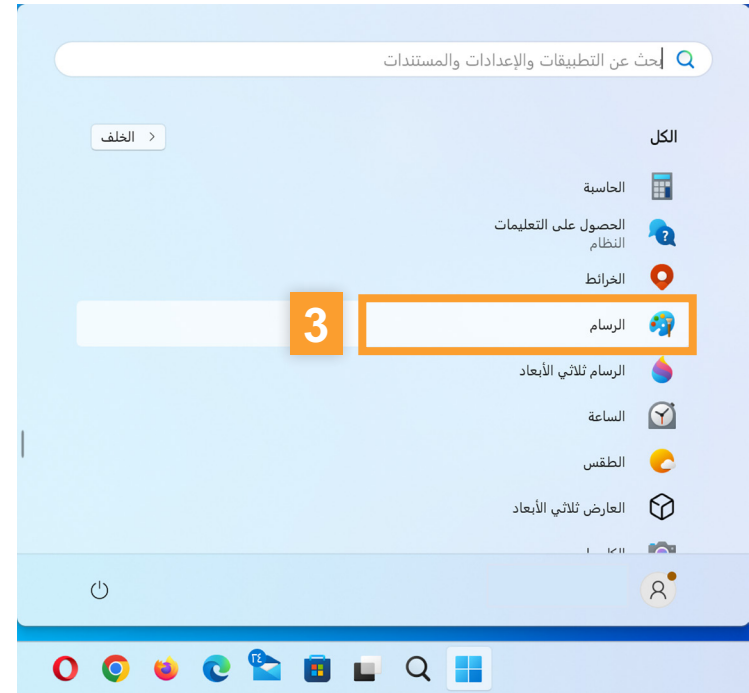 بحث عن التطبيقات والإعدادات والمستندات
الكل
الخلف
الحاسبة
الحصول على التعليمات
النظام
الخرائط
الرسام
3
الرسام ثلاثي الأبعاد
الساعة
الطقس
العارض ثلاثي الأبعاد
٣٤